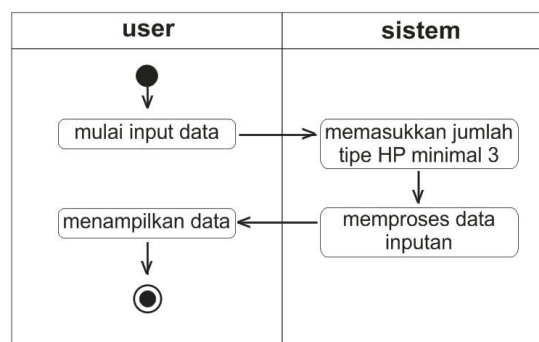 user
sistem
mulai input data
memasukkan jumlah
tipe HP minimal 3
menampilkan data
memproses data
inputan